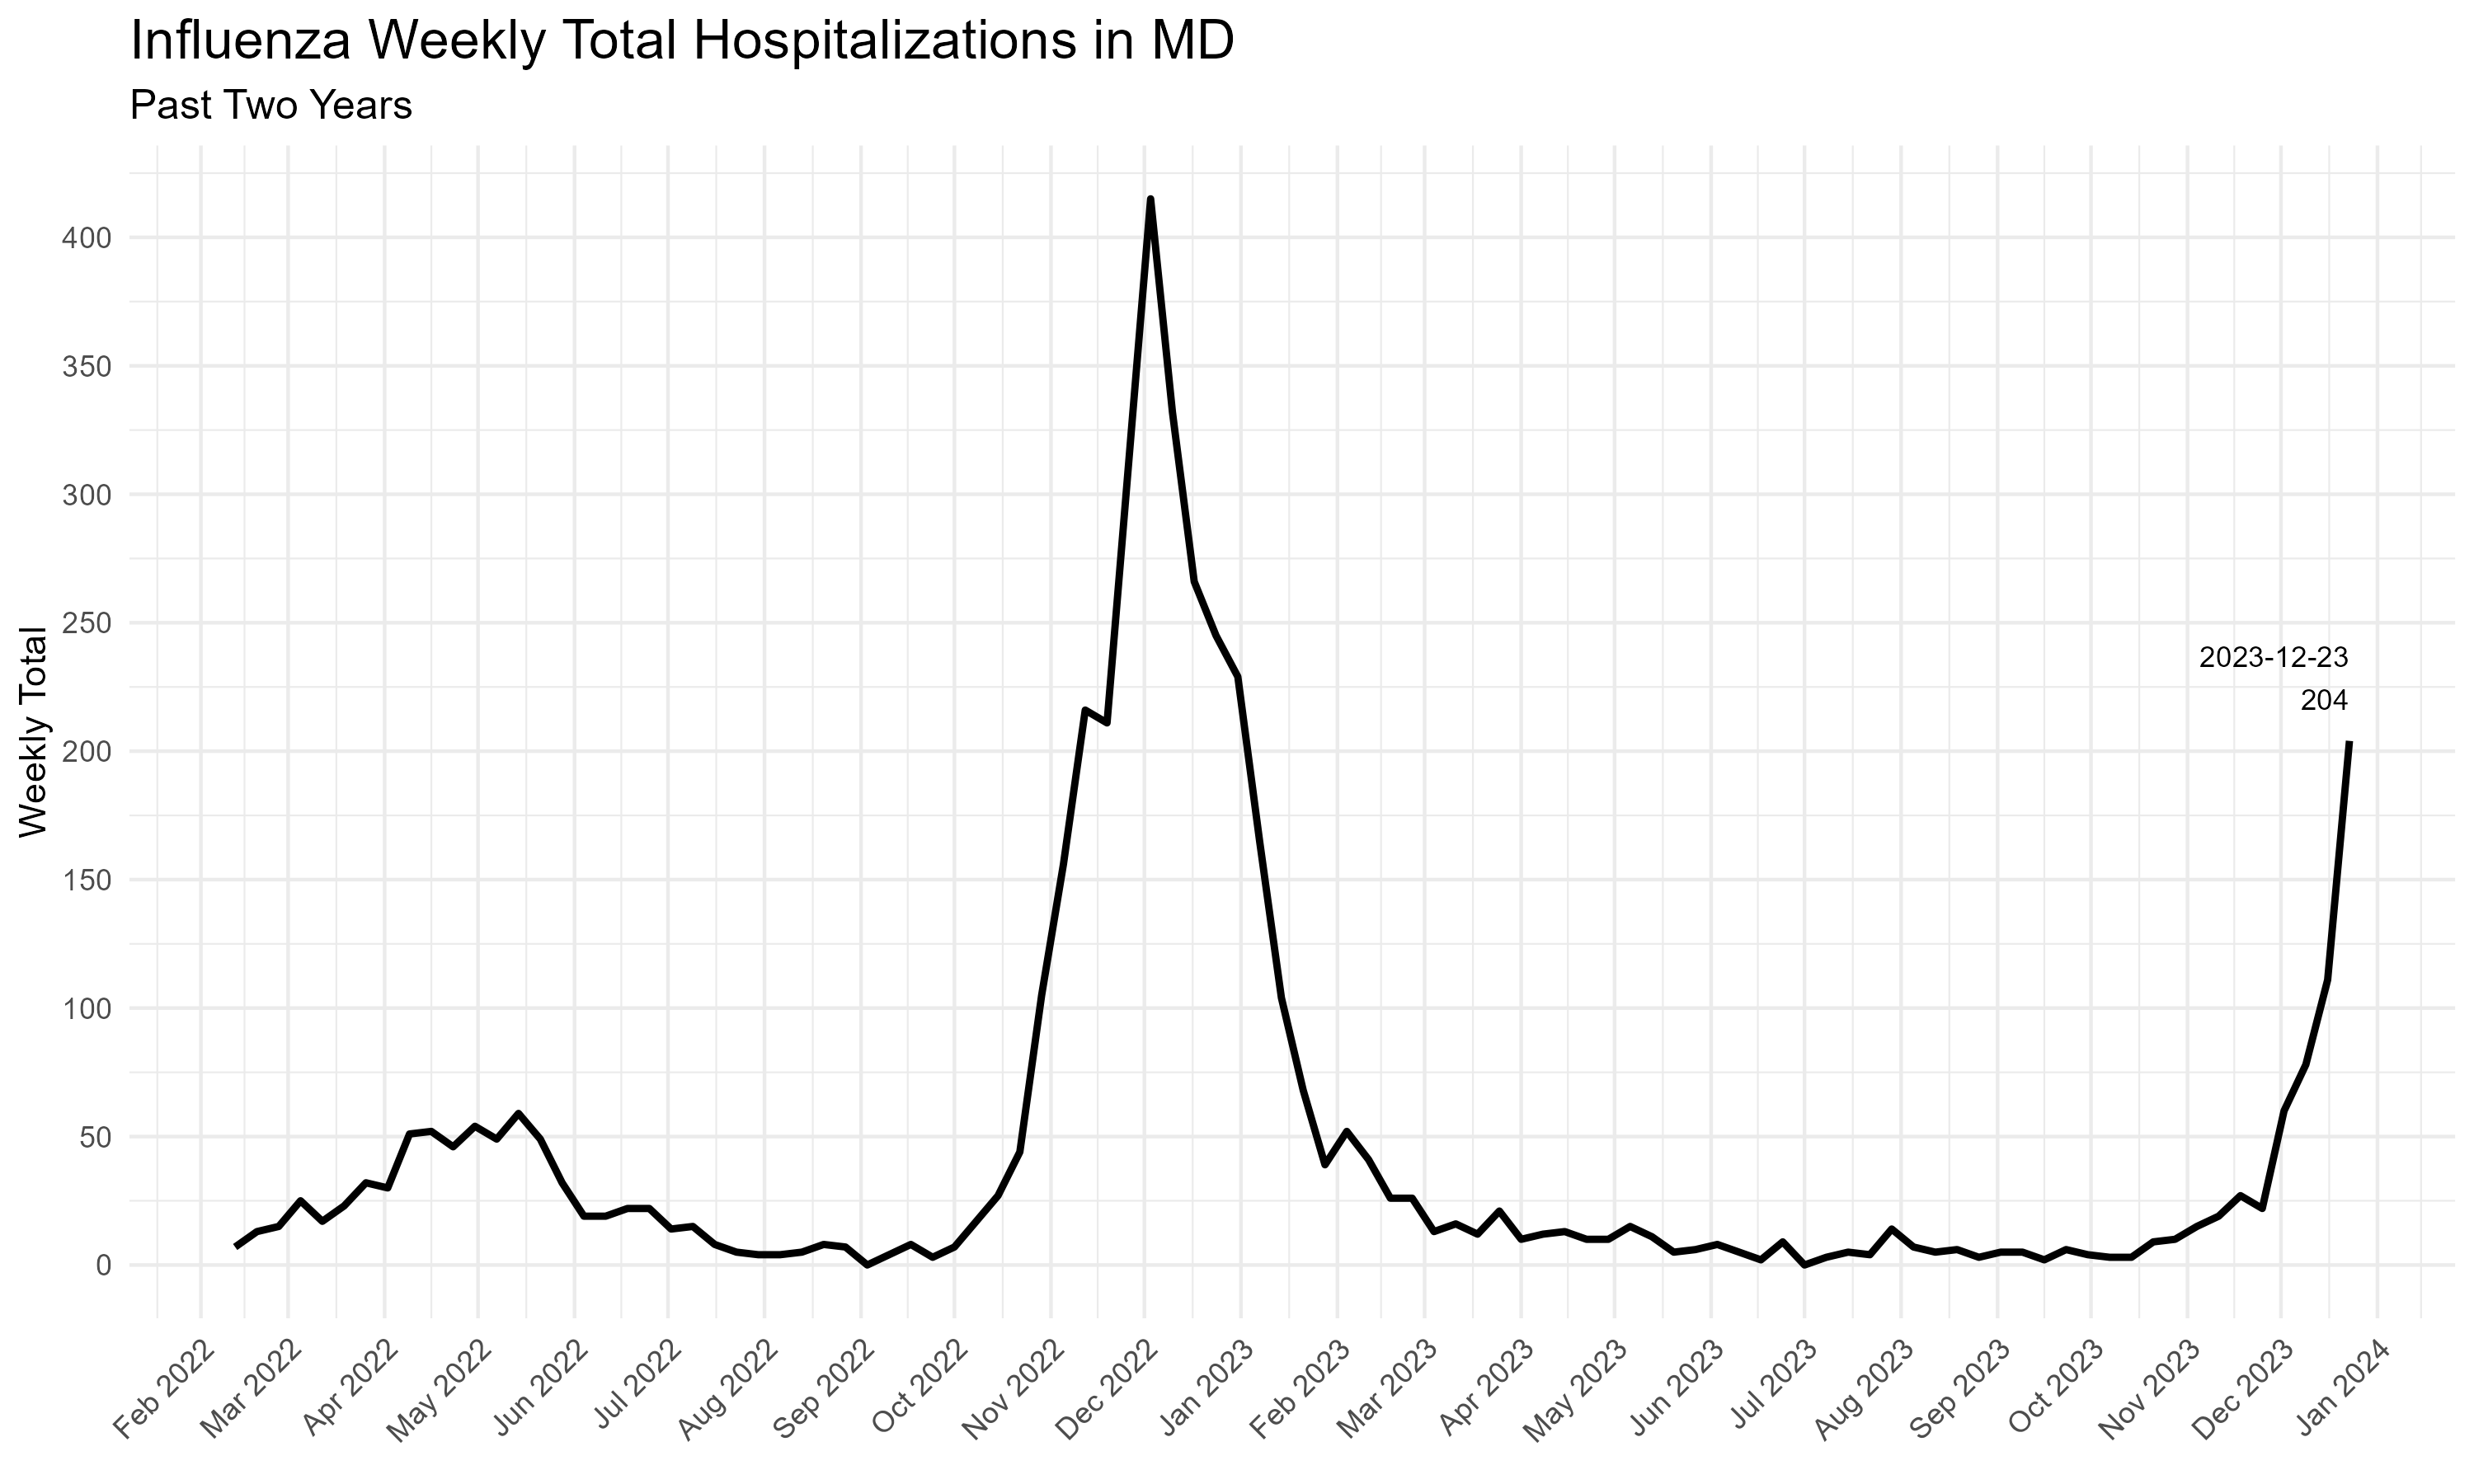 Influenza Weekly Total Hospitalizations in MD
Past Two Years
Weekly Total
400
350
300
250
200
150
100
50
0
2023-12-23
204
Feb 2022
Mar 2022
Apr 2022
May 2022
Jun 2022
Jul 2022
Aug 2022
Sep 2022
Oct 2022
Nov 2022
Dec 2022
Jan 2023
Feb 2023
Mar 2023
Apr 2023
May 2023
Jun 2023
Jul 2023
Aug 2023
Sep 2023
Oct 2023
Nov 2023
Dec 2023
Jan 2024